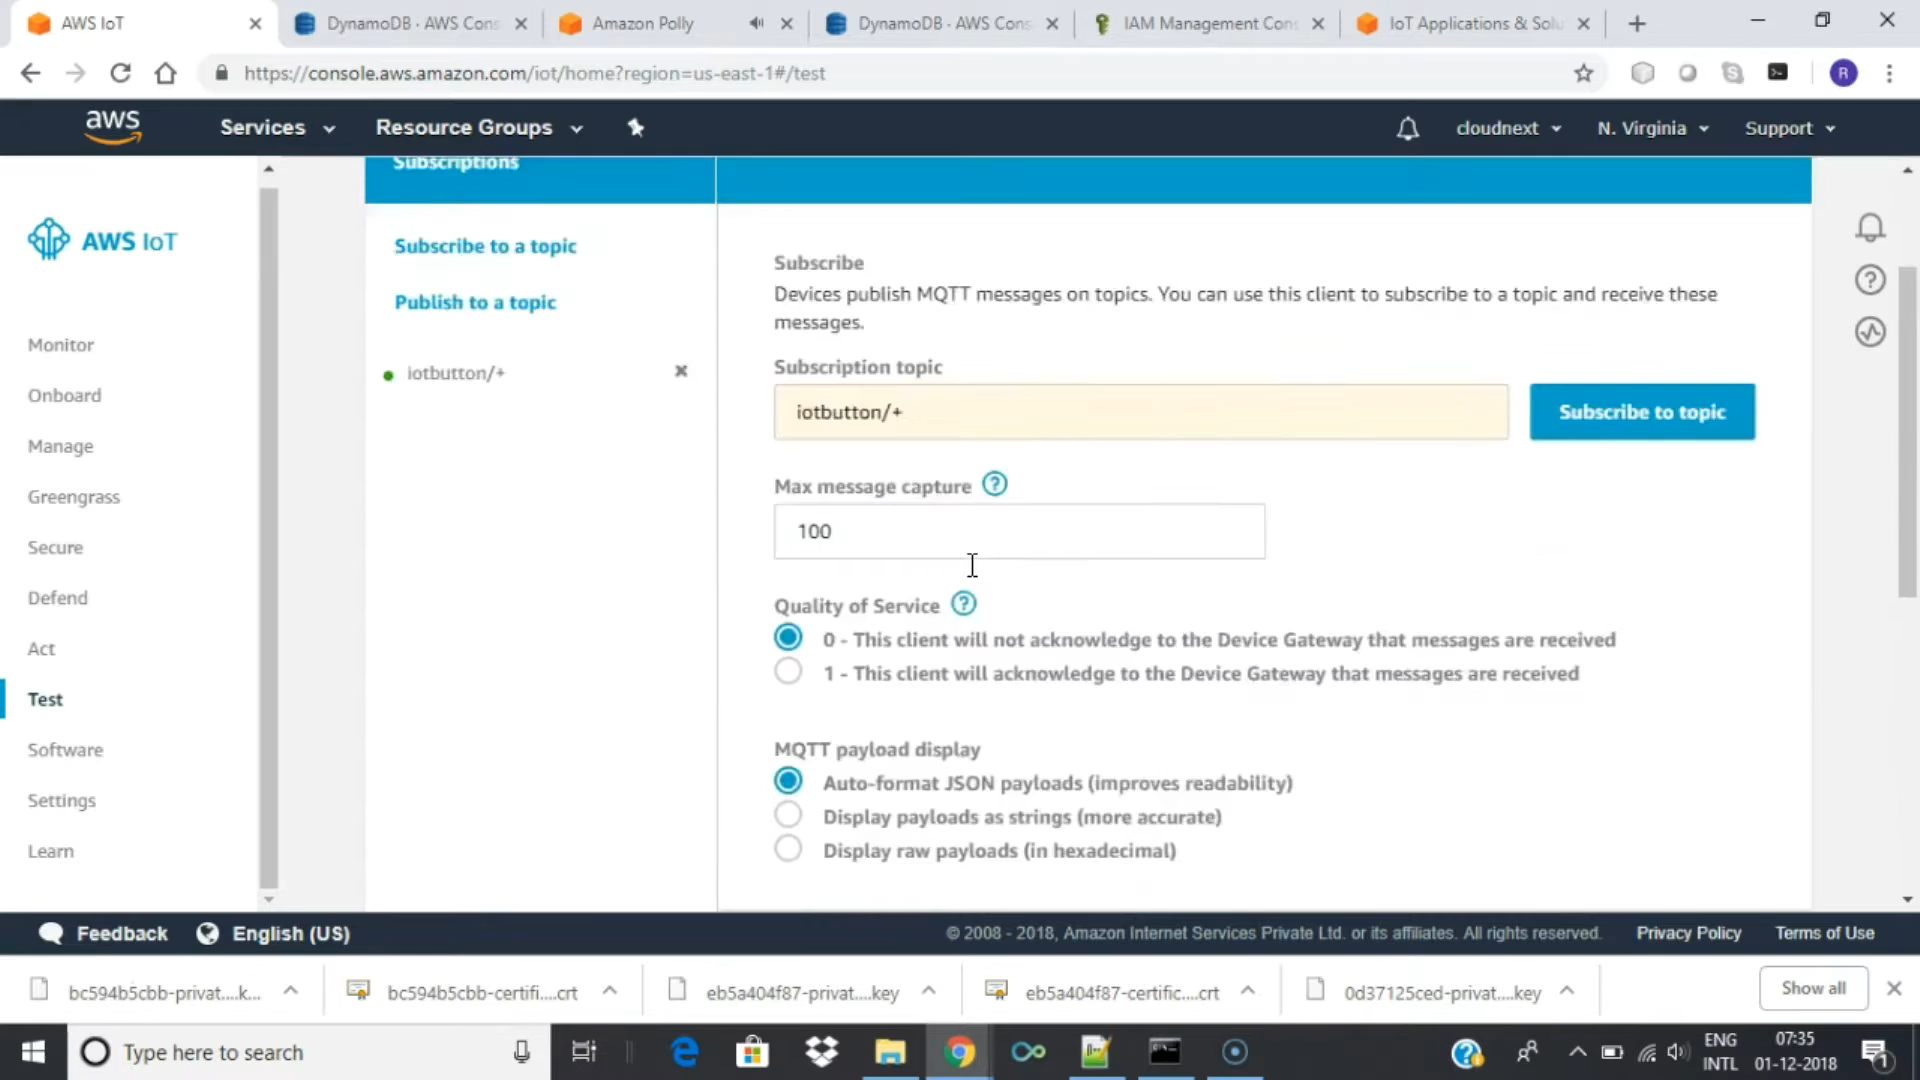 AWS IoT
DynamoDB · AWS Cons
Amazon Polly
DynamoDB · AWS Cons
IAM Management Cons
IoT Applications & Solu
https://console.aws.amazon.com/iot/home?region=us-east-1#/test
R
aws
Services
Resource Groups
cloudnext
N. Virginia
Support
Subscriptions
AWS IoT
Monitor
Onboard
Manage
Greengrass
Secure
Defend
Act
Test
Software
Settings
Learn
Subscribe to a topic
Publish to a topic
iotbutton/+
Subscribe
Devices publish MQTT messages on topics. You can use this client to subscribe to a topic and receive these
messages.
Subscription topic
iotbutton/+
Subscribe to topic
Max message capture
100
Quality of Service
0 - This client will not acknowledge to the Device Gateway that messages are received
1 - This client will acknowledge to the Device Gateway that messages are received
MQTT payload display
Auto-format JSON payloads (improves readability)
Display payloads as strings (more accurate)
Display raw payloads (in hexadecimal)
Feedback
English (US)
© 2008 - 2018, Amazon Internet Services Private Ltd. or its affiliates. All rights reserved.
Privacy Policy
Terms of Use
bc594b5cbb-privat....k...
bc594b5cbb-certifi....crt
eb5a404f87-privat....key
eb5a404f87-certific....crt
0d37125ced-privat....key
Show all
Type here to search
ENG
INTL
07:35
01-12-2018
1